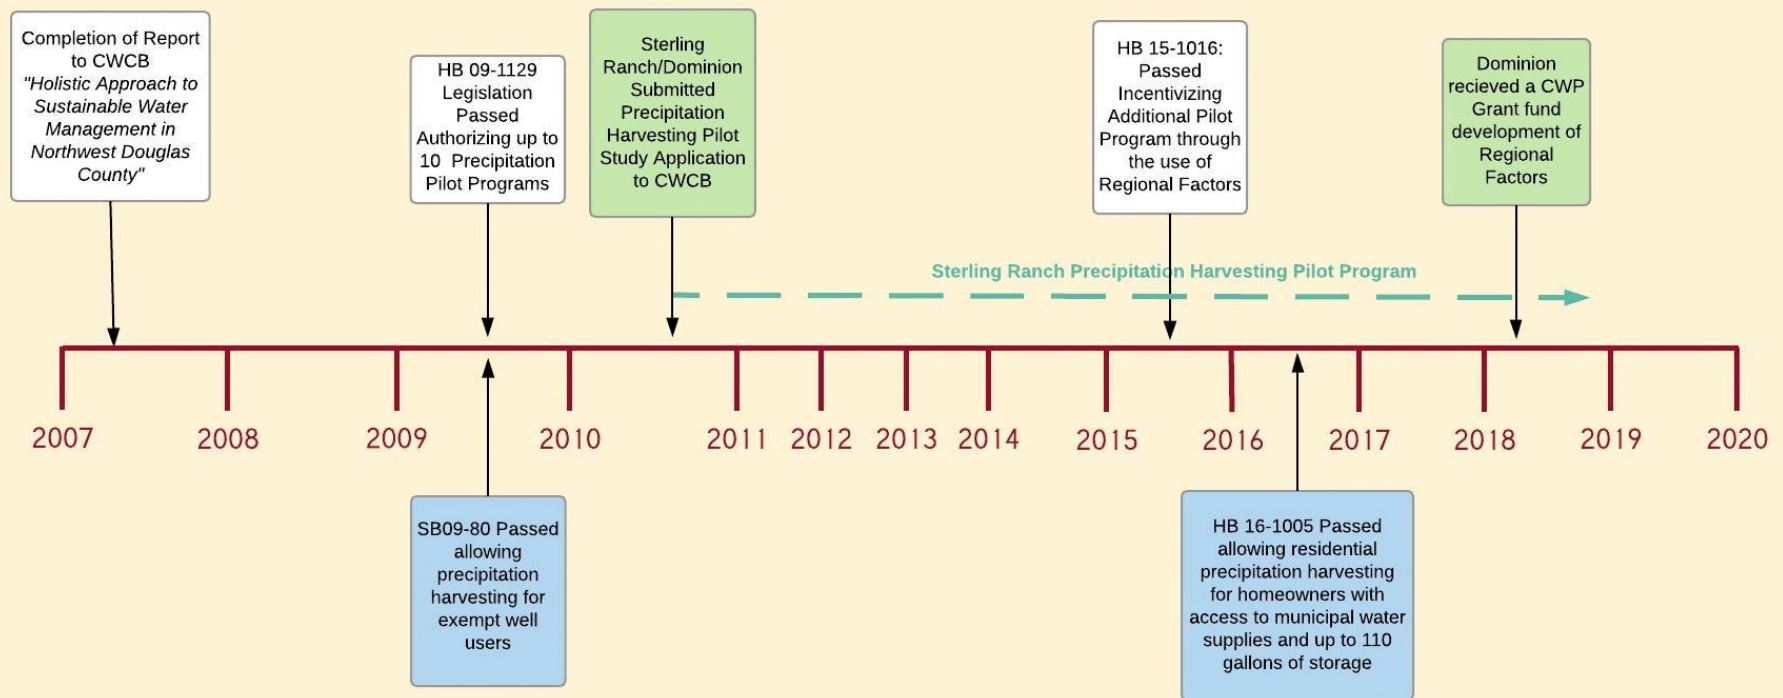 Completion of Report
to CWCB
"Holistic Approach to
Sustainable Water
Management in
Northwest Douglas
County"
HB 09-1129
Legislation
Passed
Authorizing up to
10 Precipitation
Pilot Programs
Sterling
Ranch/Dominion
Submitted
Precipitation
Harvesting Pilot
Study Application
to CWCB
HB 15-1016:
Passed
Incentivizing
Additional Pilot
Program through
the use of
Regional Factors
Dominion
recieved a CWP
Grant fund
development of
Regional
Factors
Sterling Ranch Precipitation Harvesting Pilot Program
2007 2008 2009 2010 2011 2012 2013 2014 2015 2016 2017 2018 2019 2020
SB09-80 Passed
allowing
precipitation
harvesting for
exempt well
users
HB 16-1005 Passed
allowing residential
precipitation harvesting
for homeowners with
access to municipal water
supplies and up to 110
gallons of storage